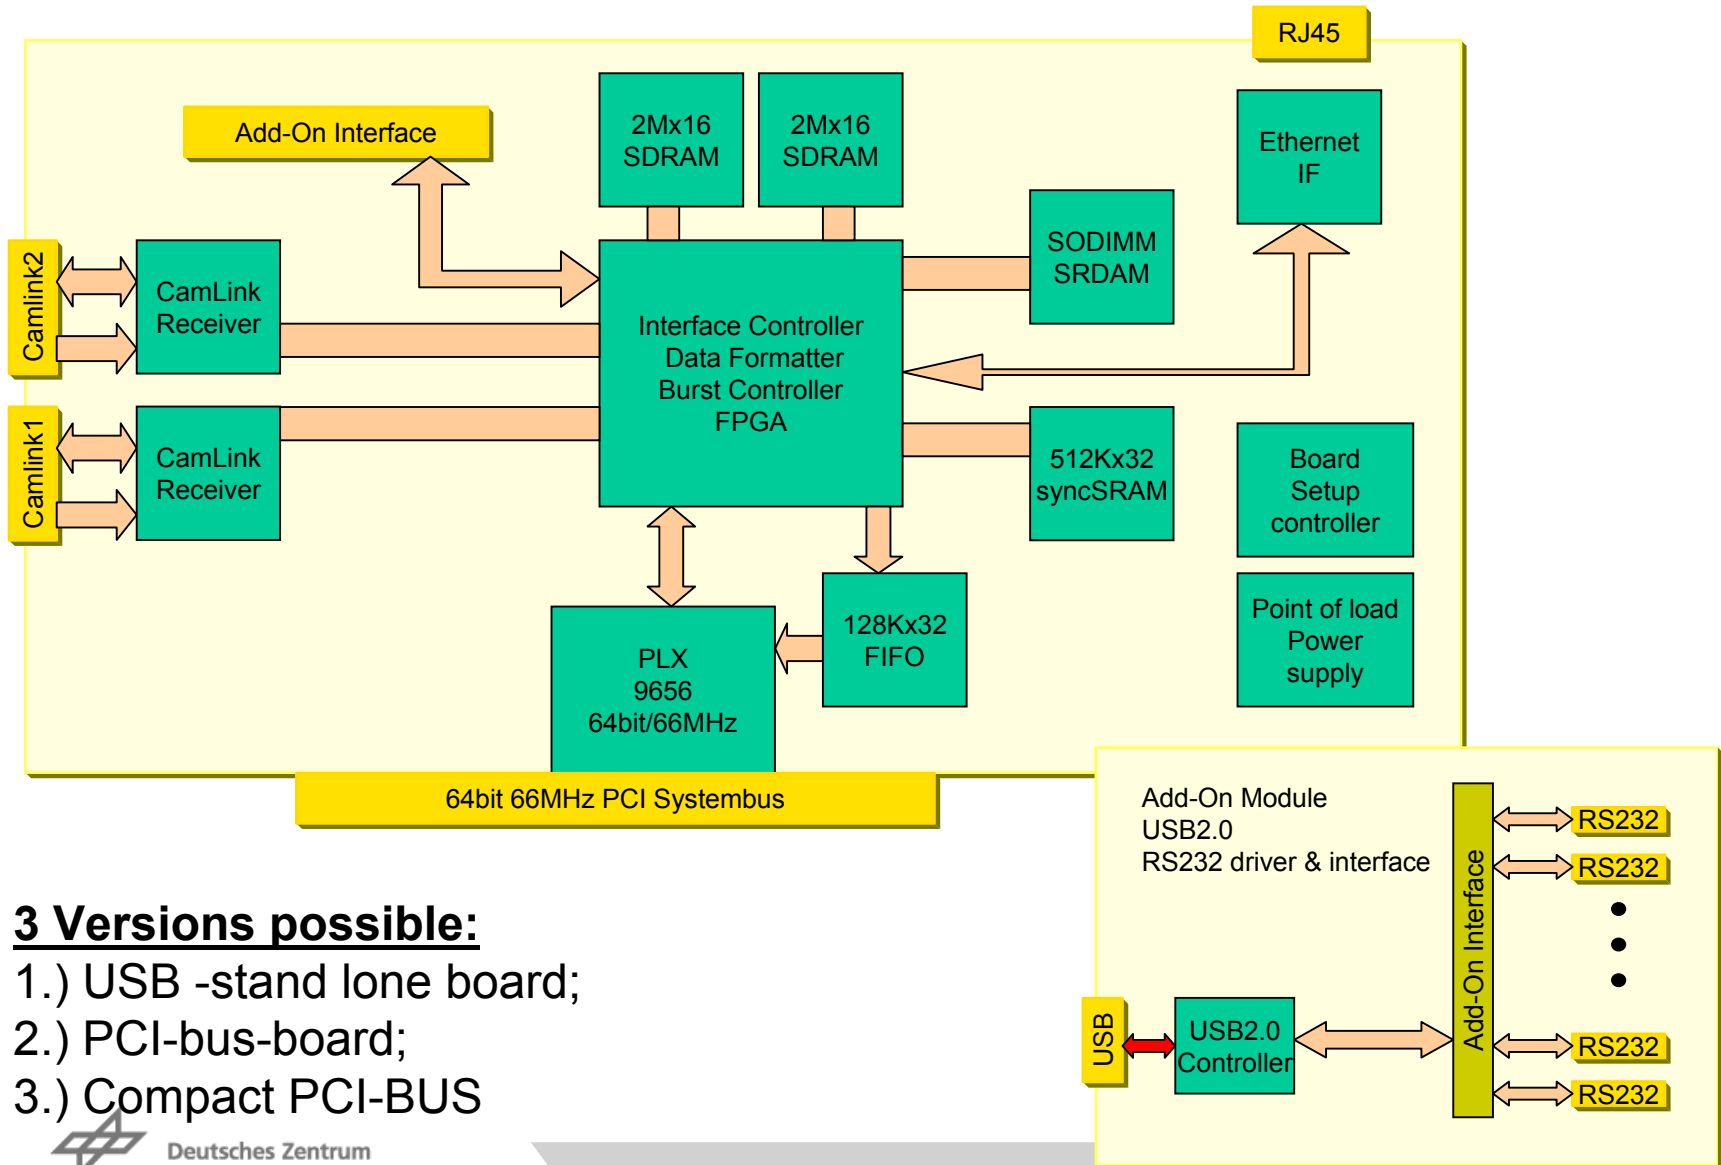 RJ45
Add-On Interface
2Mx16
SDRAM
2Mx16
SDRAM
Ethernet
IF
Camlink2
CamLink
Receiver
SODIMM
SRDAM
Interface Controller
Data Formatter
Burst Controller
FPGA
Camlink1
CamLink
Receiver
512Kx32
syncSRAM
Board
Setup
controller
PLX
9656
64bit/66MHz
128Kx32
FIFO
Point of load
Power
supply
64bit 66MHz PCI Systembus
Add-On Module
USB2.0
RS232 driver & interface
Add-On Interface
RS232
RS232
RS232
RS232
USB
USB2.0
Controller
3 Versions possible:
1.) USB -stand lone board;
2.) PCI-bus-board;
3.) Compact PCI-BUS
Deutsches Zentrum